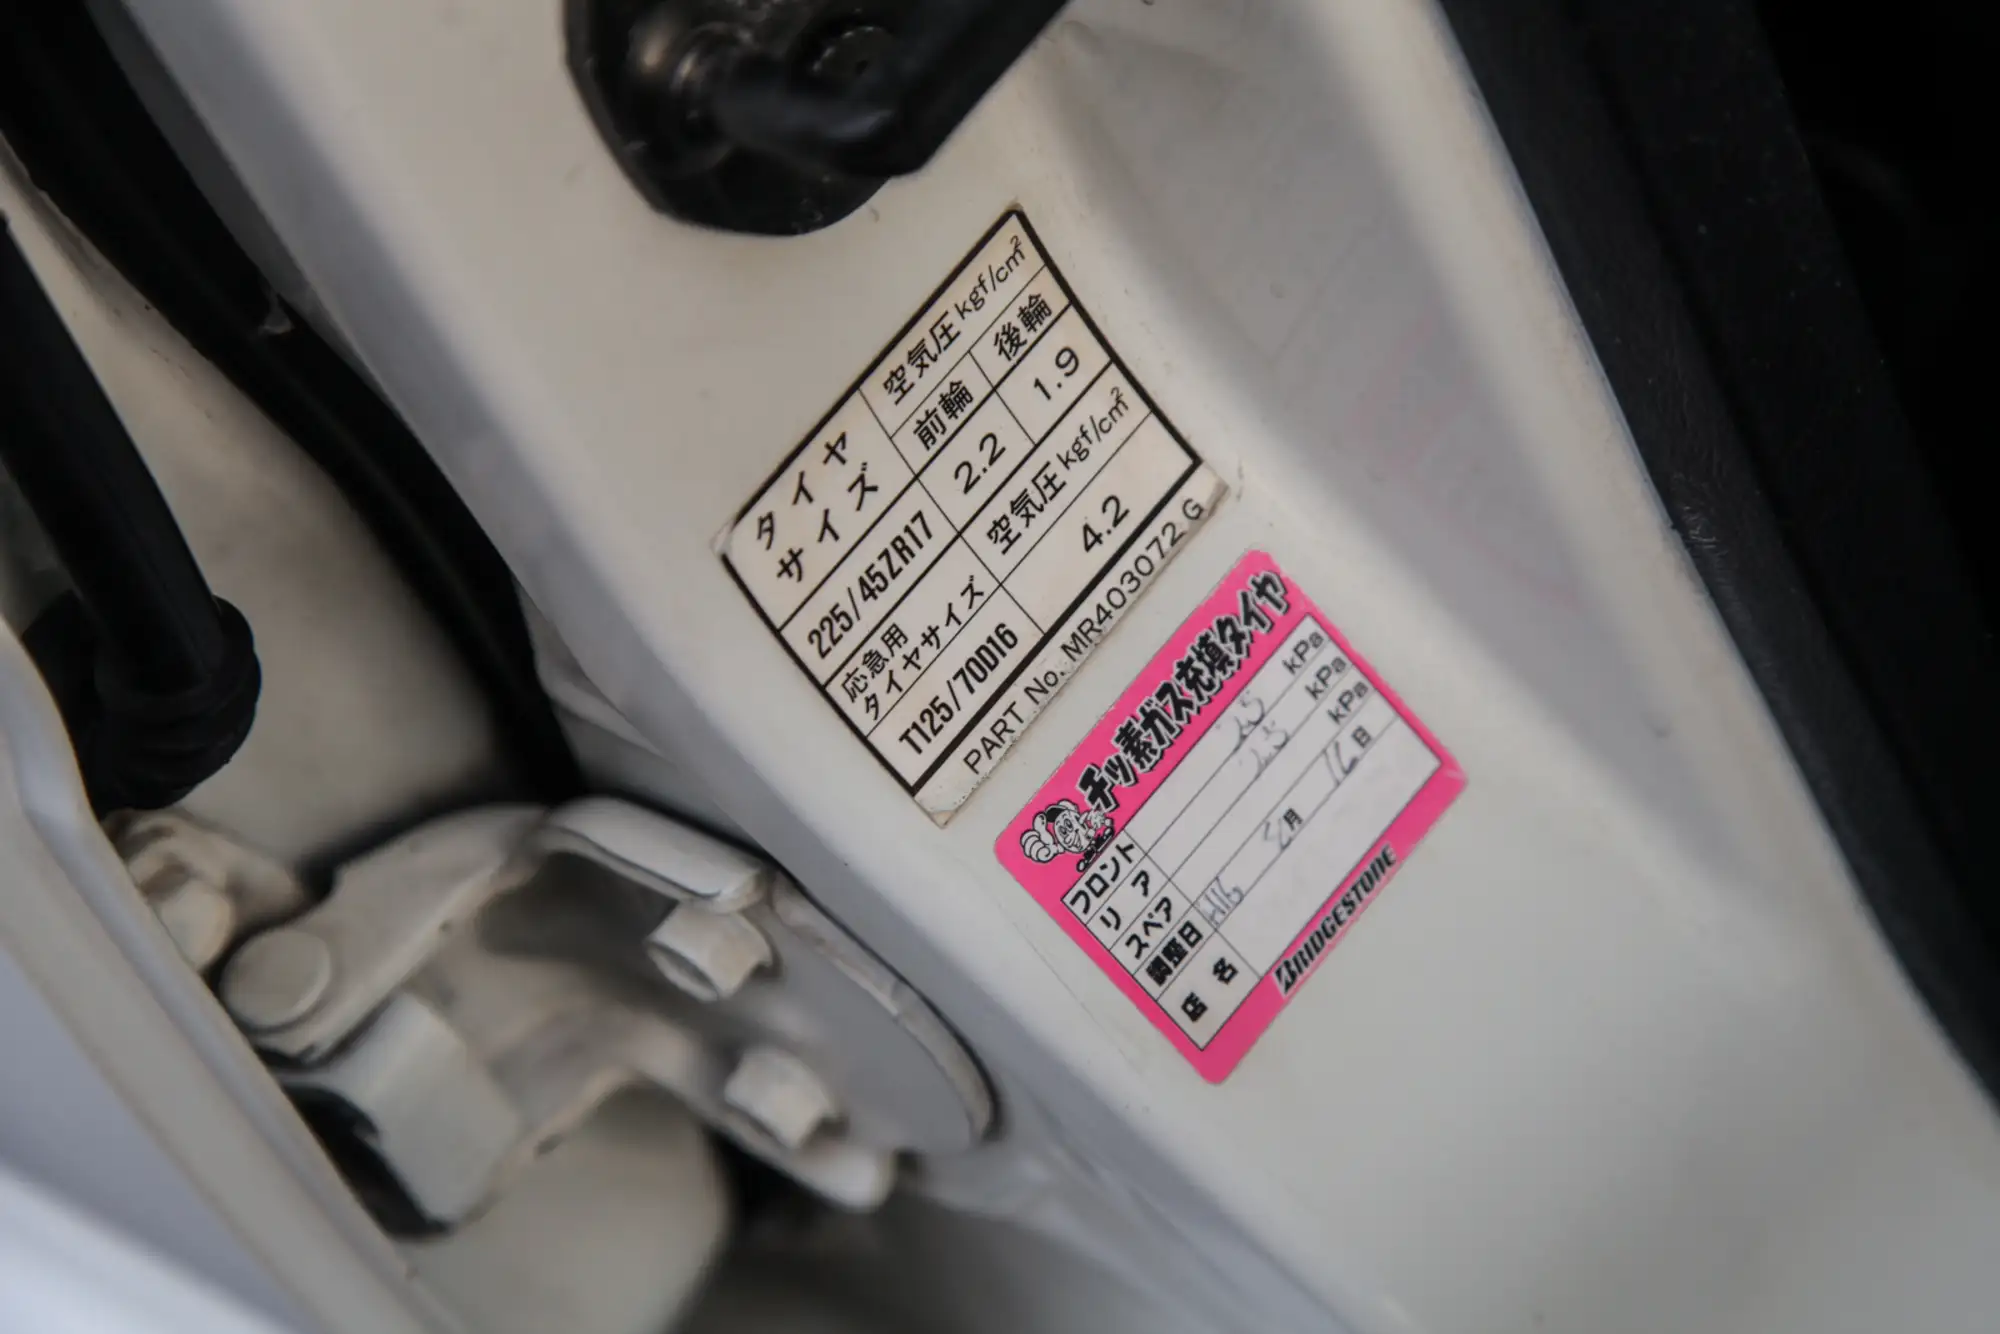 タイヤサイズ
空気圧 kgf/cm²
前輪 後輪
225/45ZR17 2.2 1.9
応急用タイヤサイズ
空気圧 kgf/cm²
T125/70D16 4.2
PART No. MR403072 G
チッ素ガス充填タイヤ
フロント kPa
リア kPa
スペア kPa
調整日 H16 月 16日
店名
BRIDGESTONE